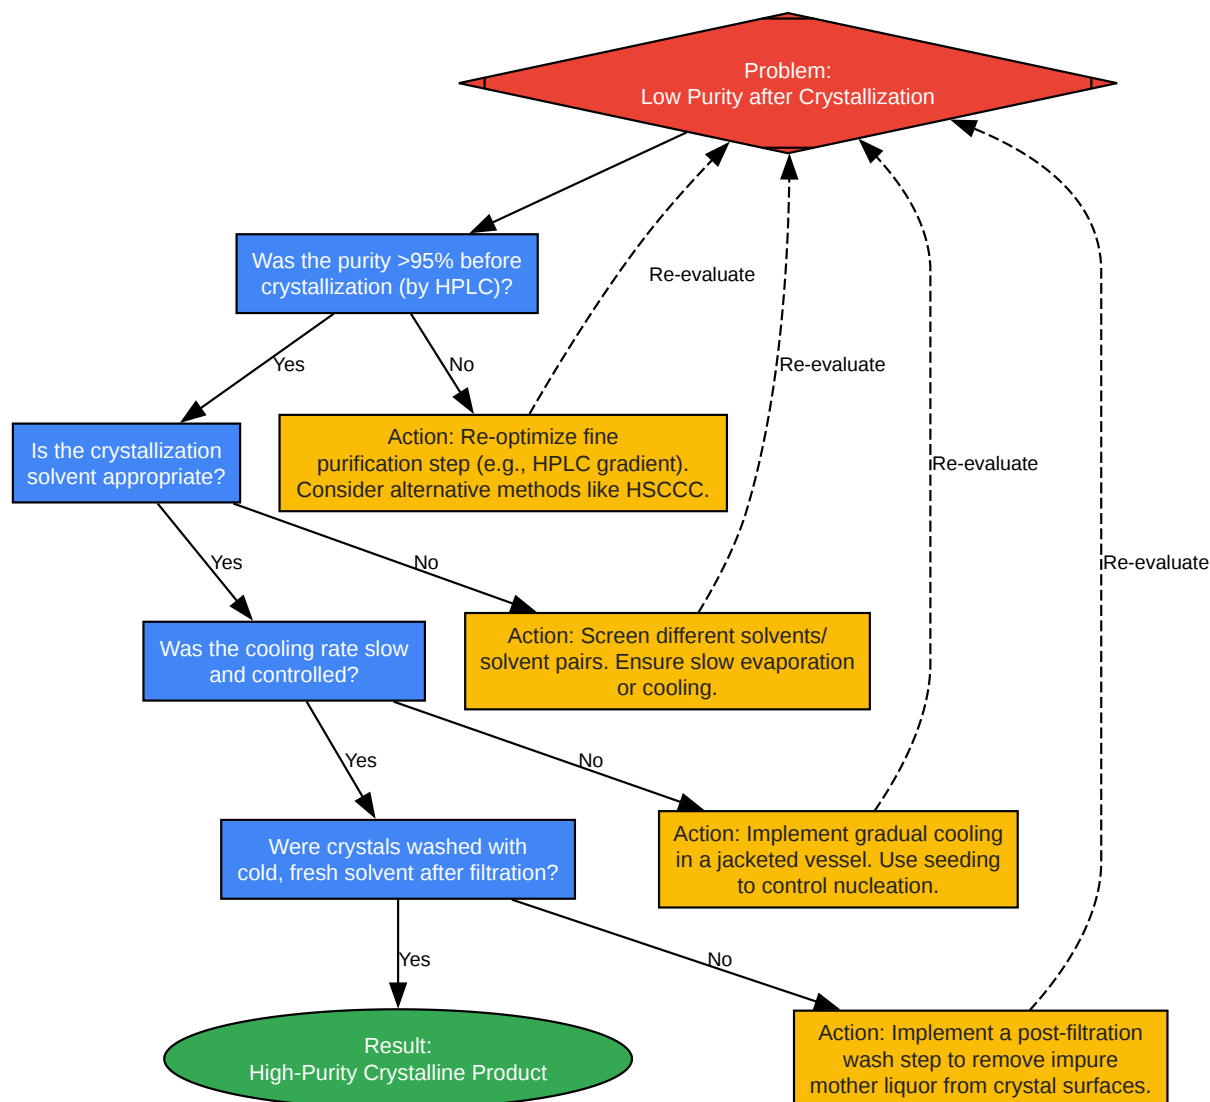 Problem:
Low Purity after Crystallization
Was the purity >95% before
crystallization (by HPLC)?
Re-evaluate
Yes
No
Re-evaluate
Is the crystallization
solvent appropriate?
Action: Re-optimize fine
purification step (e.g., HPLC gradient).
Consider alternative methods like HSCCC.
Re-evaluate
Yes
No
Re-evaluate
Was the cooling rate slow
and controlled?
Action: Screen different solvents/
solvent pairs. Ensure slow evaporation
or cooling.
Yes
No
Were crystals washed with
cold, fresh solvent after filtration?
Action: Implement gradual cooling
in a jacketed vessel. Use seeding
to control nucleation.
Yes
No
Result:
High-Purity Crystalline Product
Action: Implement a post-filtration
wash step to remove impure
mother liquor from crystal surfaces.